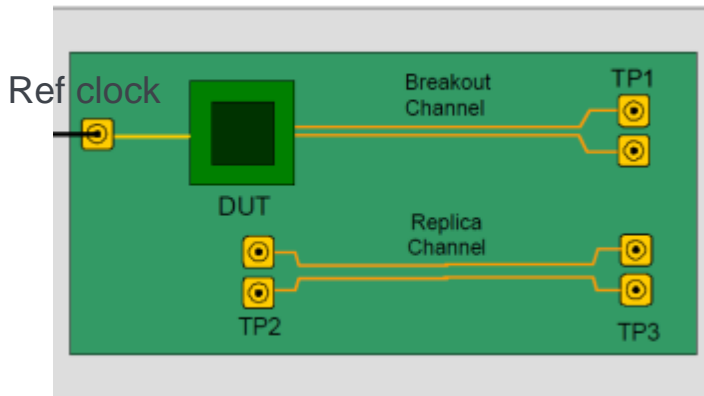 Ref clock
Breakout
Channel
TP1
DUT
Replica
Channel
TP2
TP3